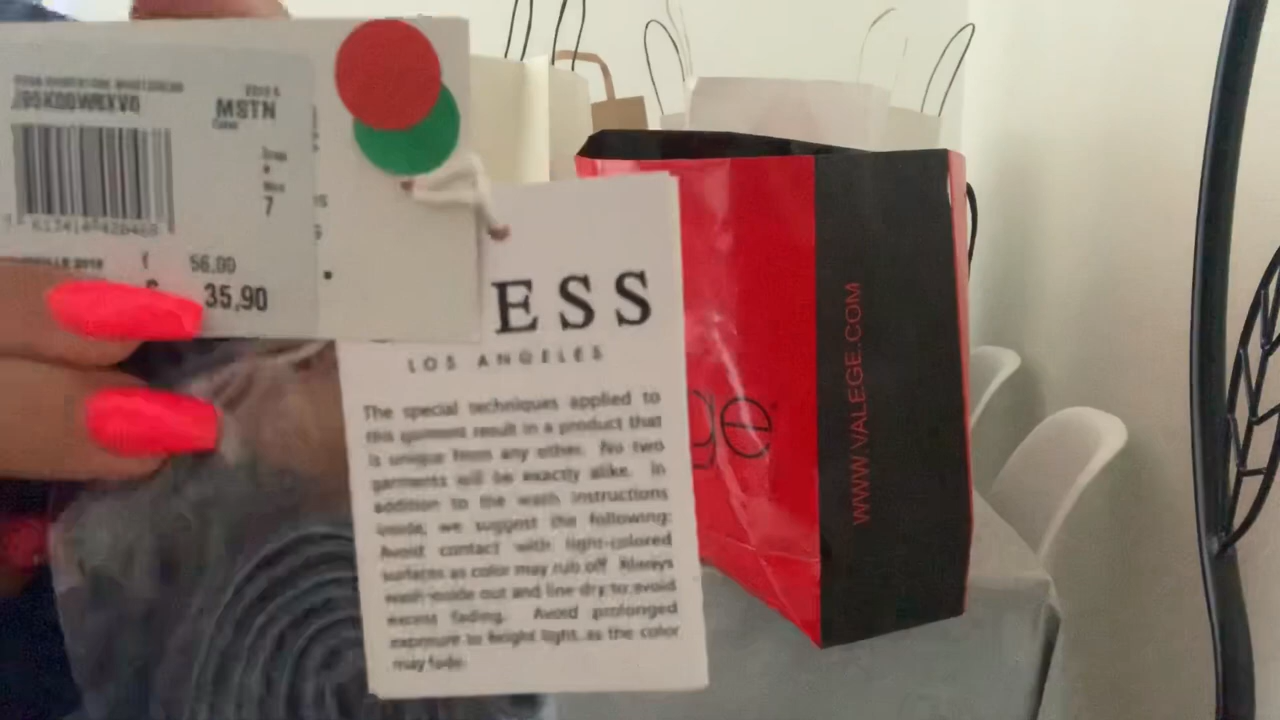 MSTN
7
56,00
35,90
ESS
LOS ANGELES
The special techniques applied to
this garment result in a product that
is unique from any other. No two
garments will be exactly alike. In
addition to the wash instructions
inside, we suggest the following:
Avoid contact with light-colored
surfaces as color may rub off. Always
wash inside out and line dry to avoid
excess fading. Avoid prolonged
exposure to bright light, as the color
may fade.
ge
WWW.VALEGE.COM